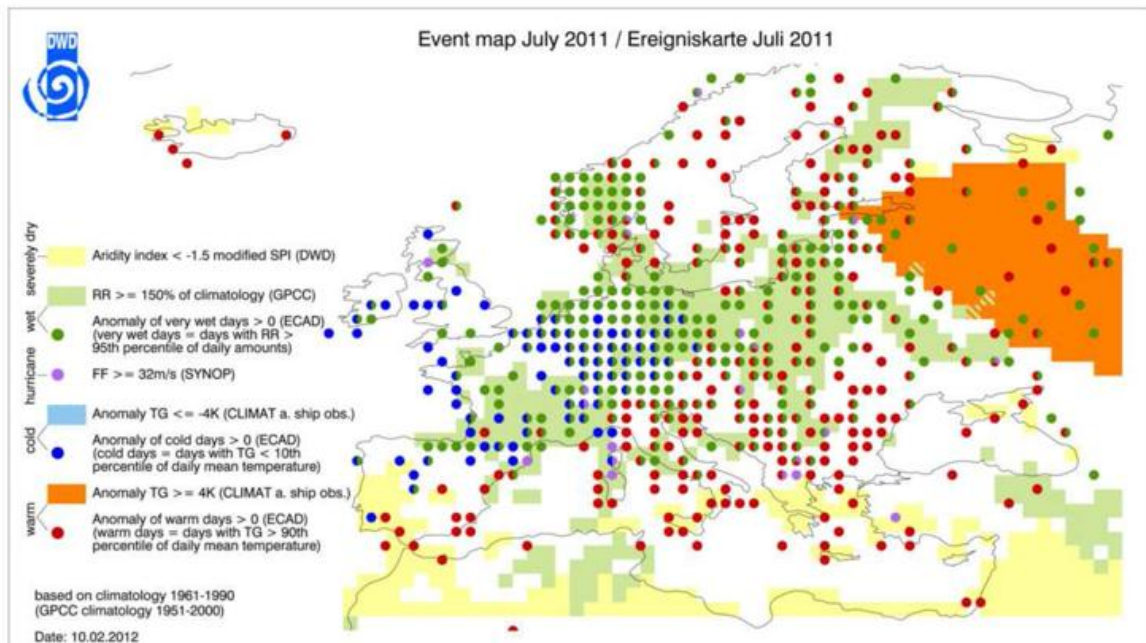 DWD
Event map July 2011 / Ereigniskarte Juli 2011
severely dry
Aridity index < -1.5 modified SPI (DWD)
wet
RR >= 150% of climatology (GPCC)
Anomaly of very wet days > 0 (ECAD)
(very wet days = days with RR >
95th percentile of daily amounts)
hurricane
FF >= 32m/s (SYNOP)
cold
Anomaly TG <= -4K (CLIMAT a. ship obs.)
Anomaly of cold days > 0 (ECAD)
(cold days = days with TG < 10th
percentile of daily mean temperature)
warm
Anomaly TG >= 4K (CLIMAT a. ship obs.)
Anomaly of warm days > 0 (ECAD)
(warm days = days with TG > 90th
percentile of daily mean temperature)
based on climatology 1961-1990
(GPCC climatology 1951-2000)
Date: 10.02.2012